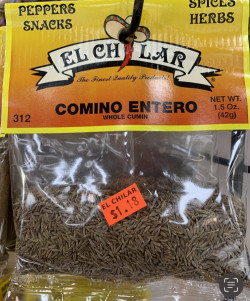 PEPPERS
SNACKS
SPICES
HERBS
EL CHILAR
The Finest Quality Products!
COMINO ENTERO
WHOLE CUMIN
312
NET WT.
1.5 Oz.
(42g)
EL CHILAR
$1.18